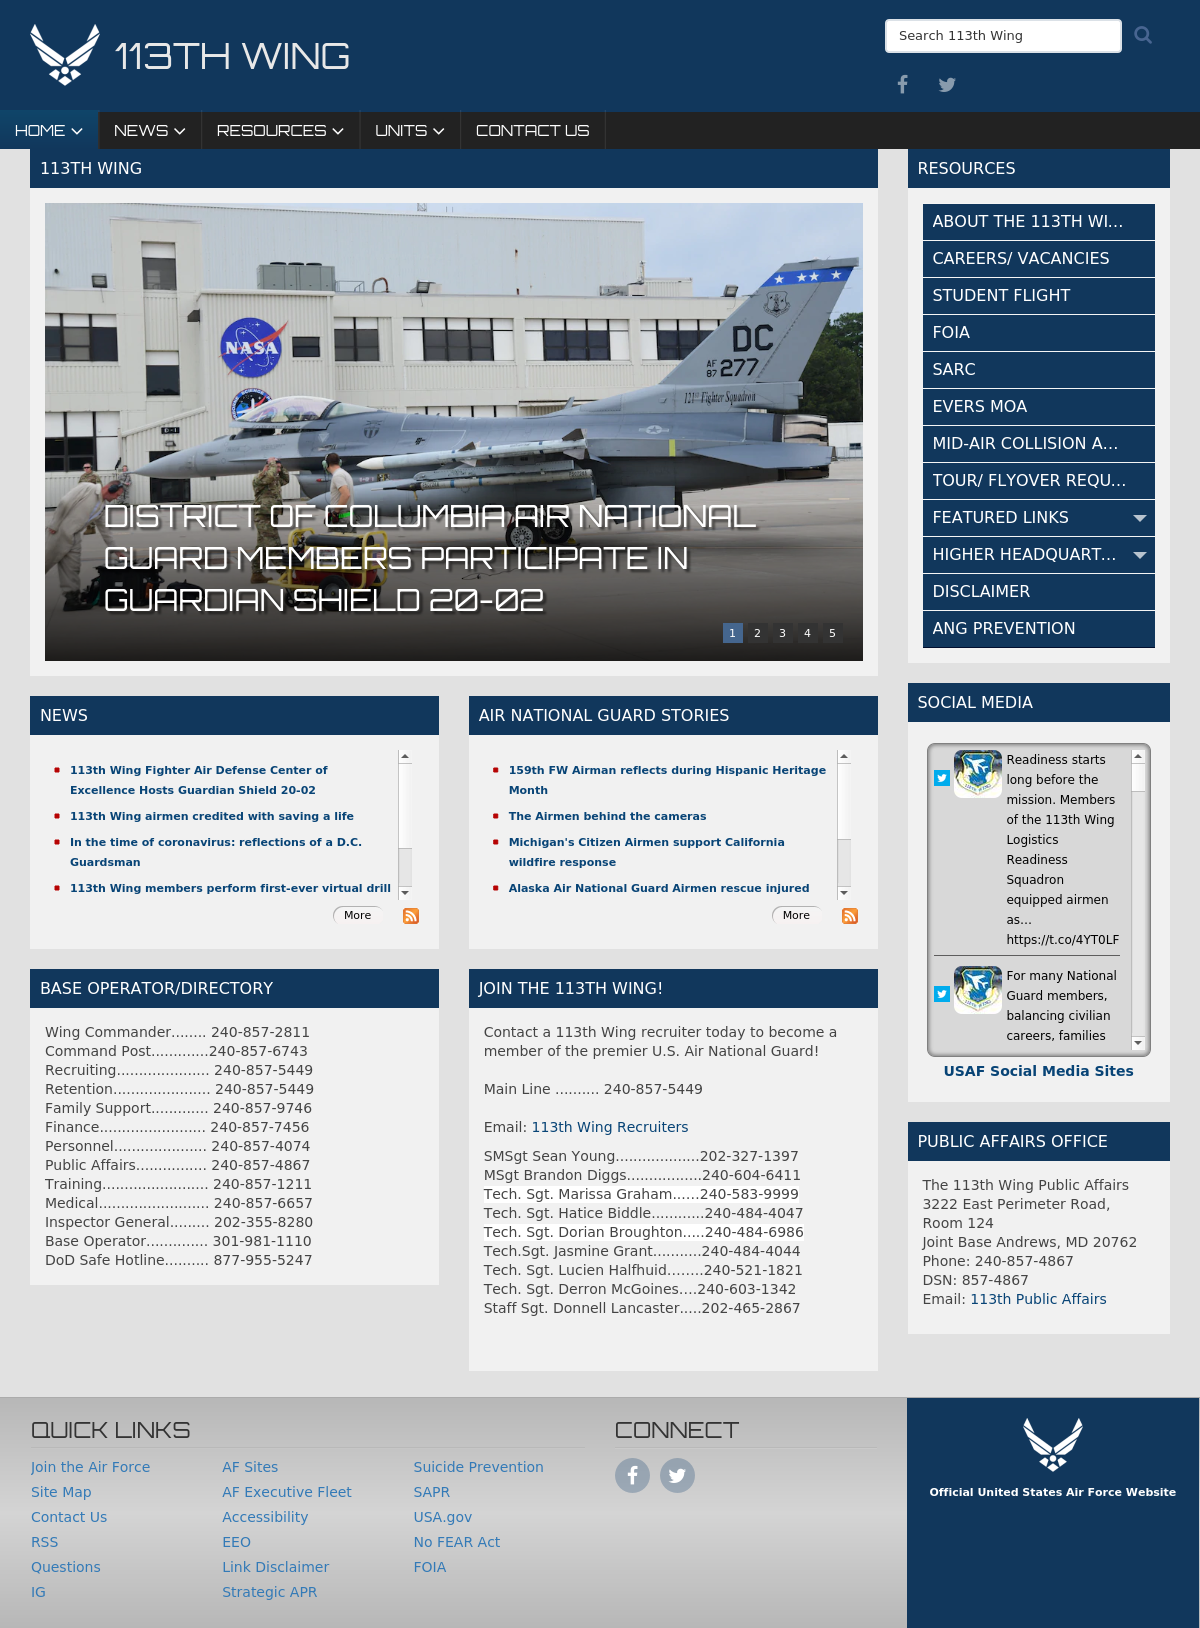 113TH WING
Search 113th Wing
HOME
NEWS
RESOURCES
UNITS
CONTACT US
113TH WING
NASA
DC
AF
87 277
121st Fighter Squadron
DISTRICT OF COLUMBIA AIR NATIONAL
GUARD MEMBERS PARTICIPATE IN
GUARDIAN SHIELD 20-02
1 2 3 4 5
RESOURCES
ABOUT THE 113TH WI...
CAREERS/ VACANCIES
STUDENT FLIGHT
FOIA
SARC
EVERS MOA
MID-AIR COLLISION A...
TOUR/ FLYOVER REQU...
FEATURED LINKS
HIGHER HEADQUART...
DISCLAIMER
ANG PREVENTION
NEWS
113th Wing Fighter Air Defense Center of
Excellence Hosts Guardian Shield 20-02
113th Wing airmen credited with saving a life
In the time of coronavirus: reflections of a D.C.
Guardsman
113th Wing members perform first-ever virtual drill
More
AIR NATIONAL GUARD STORIES
159th FW Airman reflects during Hispanic Heritage
Month
The Airmen behind the cameras
Michigan's Citizen Airmen support California
wildfire response
Alaska Air National Guard Airmen rescue injured
More
SOCIAL MEDIA
Readiness starts
long before the
mission. Members
of the 113th Wing
Logistics
Readiness
Squadron
equipped airmen
as...
https://t.co/4YT0LF
For many National
Guard members,
balancing civilian
careers, families
USAF Social Media Sites
BASE OPERATOR/DIRECTORY
Wing Commander........ 240-857-2811
Command Post.............240-857-6743
Recruiting..................... 240-857-5449
Retention...................... 240-857-5449
Family Support............. 240-857-9746
Finance........................ 240-857-7456
Personnel..................... 240-857-4074
Public Affairs................ 240-857-4867
Training........................ 240-857-1211
Medical......................... 240-857-6657
Inspector General......... 202-355-8280
Base Operator.............. 301-981-1110
DoD Safe Hotline.......... 877-955-5247
JOIN THE 113TH WING!
Contact a 113th Wing recruiter today to become a
member of the premier U.S. Air National Guard!
Main Line .......... 240-857-5449
Email: 113th Wing Recruiters
SMSgt Sean Young...................202-327-1397
MSgt Brandon Diggs.................240-604-6411
Tech. Sgt. Marissa Graham......240-583-9999
Tech. Sgt. Hatice Biddle............240-484-4047
Tech. Sgt. Dorian Broughton.....240-484-6986
Tech.Sgt. Jasmine Grant...........240-484-4044
Tech. Sgt. Lucien Halfhuid........240-521-1821
Tech. Sgt. Derron McGoines....240-603-1342
Staff Sgt. Donnell Lancaster.....202-465-2867
PUBLIC AFFAIRS OFFICE
The 113th Wing Public Affairs
3222 East Perimeter Road,
Room 124
Joint Base Andrews, MD 20762
Phone: 240-857-4867
DSN: 857-4867
Email: 113th Public Affairs
QUICK LINKS
Join the Air Force
Site Map
Contact Us
RSS
Questions
IG
AF Sites
AF Executive Fleet
Accessibility
EEO
Link Disclaimer
Strategic APR
Suicide Prevention
SAPR
USA.gov
No FEAR Act
FOIA
CONNECT
Official United States Air Force Website